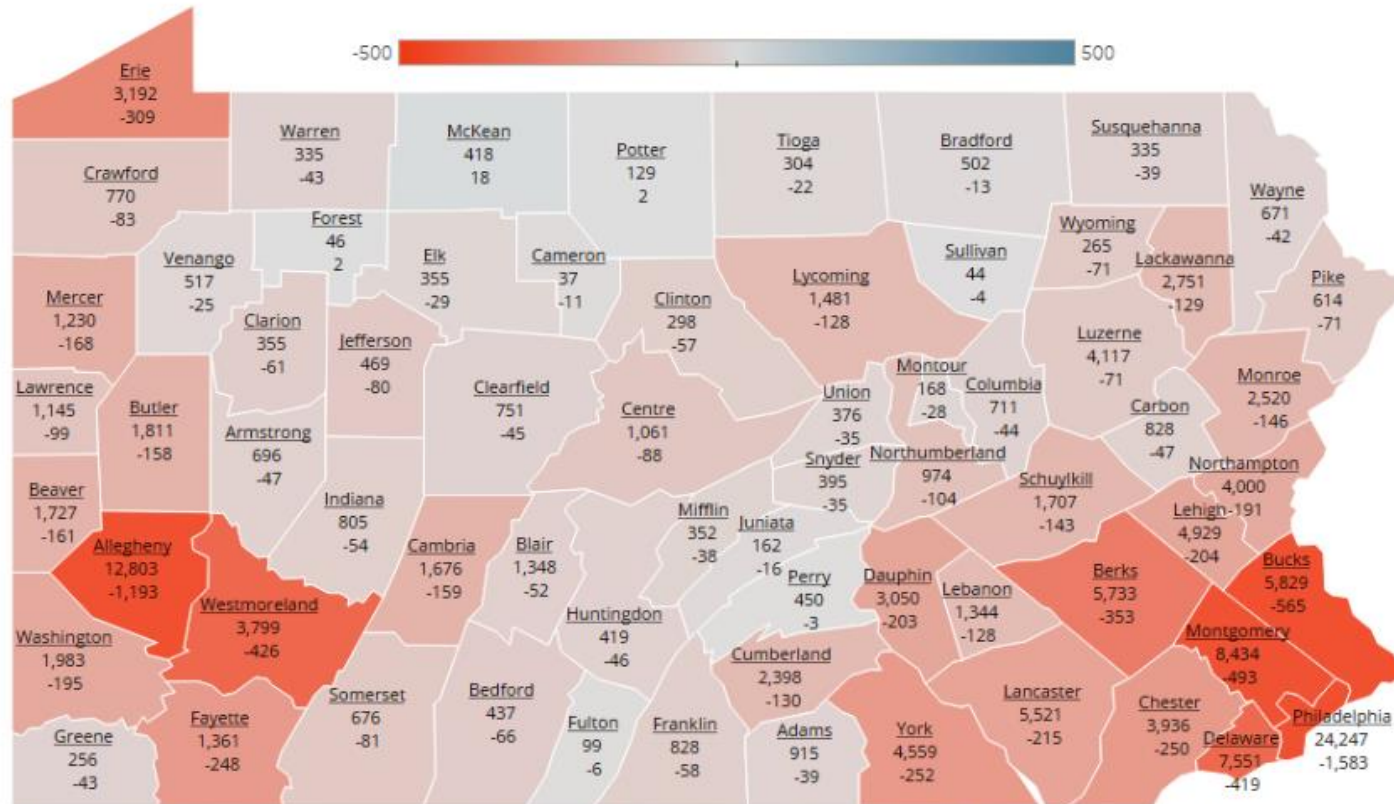 -500
500
Erie
3,192
-309
Warren
335
-43
McKean
418
18
Potter
129
2
Tioga
304
-22
Bradford
502
-13
Susquehanna
335
-39
Wayne
671
-42
Crawford
770
-83
Forest
46
2
Venango
517
-25
Elk
355
-29
Cameron
37
-11
Lycoming
1,481
-128
Sullivan
44
-4
Wyoming
265
-71
Lackawanna
2,751
-129
Pike
614
-71
Mercer
1,230
-168
Clarion
355
-61
Jefferson
469
-80
Clinton
298
-57
Luzerne
4,117
-71
Lawrence
1,145
-99
Butler
1,811
-158
Armstrong
696
-47
Clearfield
751
-45
Centre
1,061
-88
Union
376
-35
Montour
168
-28
Columbia
711
-44
Carbon
828
-47
Monroe
2,520
-146
Beaver
1,727
-161
Indiana
805
-54
Snyder
395
-35
Northumberland
974
-104
Schuylkill
1,707
-143
Northampton
4,000
-191
Lehigh
4,929
-204
Allegheny
12,803
-1,193
Cambria
1,676
-159
Blair
1,348
-52
Mifflin
352
-38
Juniata
162
-16
Perry
450
-3
Dauphin
3,050
-203
Lebanon
1,344
-128
Berks
5,733
-353
Bucks
5,829
-565
Westmoreland
3,799
-426
Huntingdon
419
-46
Montgomery
8,434
-493
Washington
1,983
-195
Cumberland
2,398
-130
Somerset
676
-81
Bedford
437
-66
Lancaster
5,521
-215
Chester
3,936
-250
Greene
256
-43
Fayette
1,361
-248
Fulton
99
-6
Franklin
828
-58
Adams
915
-39
York
4,559
-252
Delaware
7,551
-419
Philadelphia
24,247
-1,583